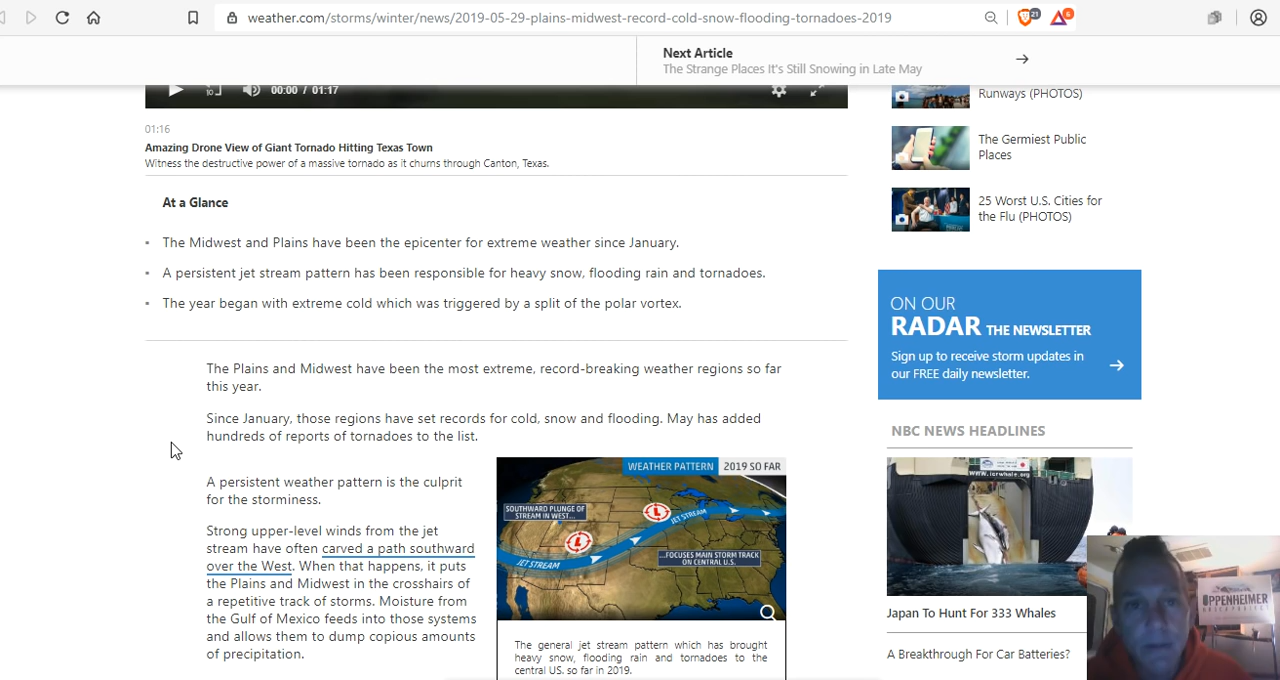 weather.com/storms/winter/news/2019-05-29-plains-midwest-record-cold-snow-flooding-tornadoes-2019
21
6
Next Article
The Strange Places It's Still Snowing in Late May
10
00:00 / 01:17
01:16
Amazing Drone View of Giant Tornado Hitting Texas Town
Witness the destructive power of a massive tornado as it churns through Canton, Texas.
At a Glance
The Midwest and Plains have been the epicenter for extreme weather since January.
A persistent jet stream pattern has been responsible for heavy snow, flooding rain and tornadoes.
The year began with extreme cold which was triggered by a split of the polar vortex.
The Plains and Midwest have been the most extreme, record-breaking weather regions so far
this year.
Since January, those regions have set records for cold, snow and flooding. May has added
hundreds of reports of tornadoes to the list.
A persistent weather pattern is the culprit
for the storminess.
Strong upper-level winds from the jet
stream have often carved a path southward
over the West. When that happens, it puts
the Plains and Midwest in the crosshairs of
a repetitive track of storms. Moisture from
the Gulf of Mexico feeds into those systems
and allows them to dump copious amounts
of precipitation.
WEATHER PATTERN 2019 SO FAR
SOUTHWARD PLUNGE OF
STREAM IN WEST...
L
JET STREAM
...FOCUSES MAIN STORM TRACK
ON CENTRAL U.S.
L
JET STREAM
The general jet stream pattern which has brought
heavy snow, flooding rain and tornadoes to the
central US. so far in 2019.
Runways (PHOTOS)
The Germiest Public
Places
25 Worst U.S. Cities for
the Flu (PHOTOS)
ON OUR
RADAR THE NEWSLETTER
Sign up to receive storm updates in
our FREE daily newsletter.
NBC NEWS HEADLINES
www.icrwhale.org
Japan To Hunt For 333 Whales
A Breakthrough For Car Batteries?
OPPENHEIMER